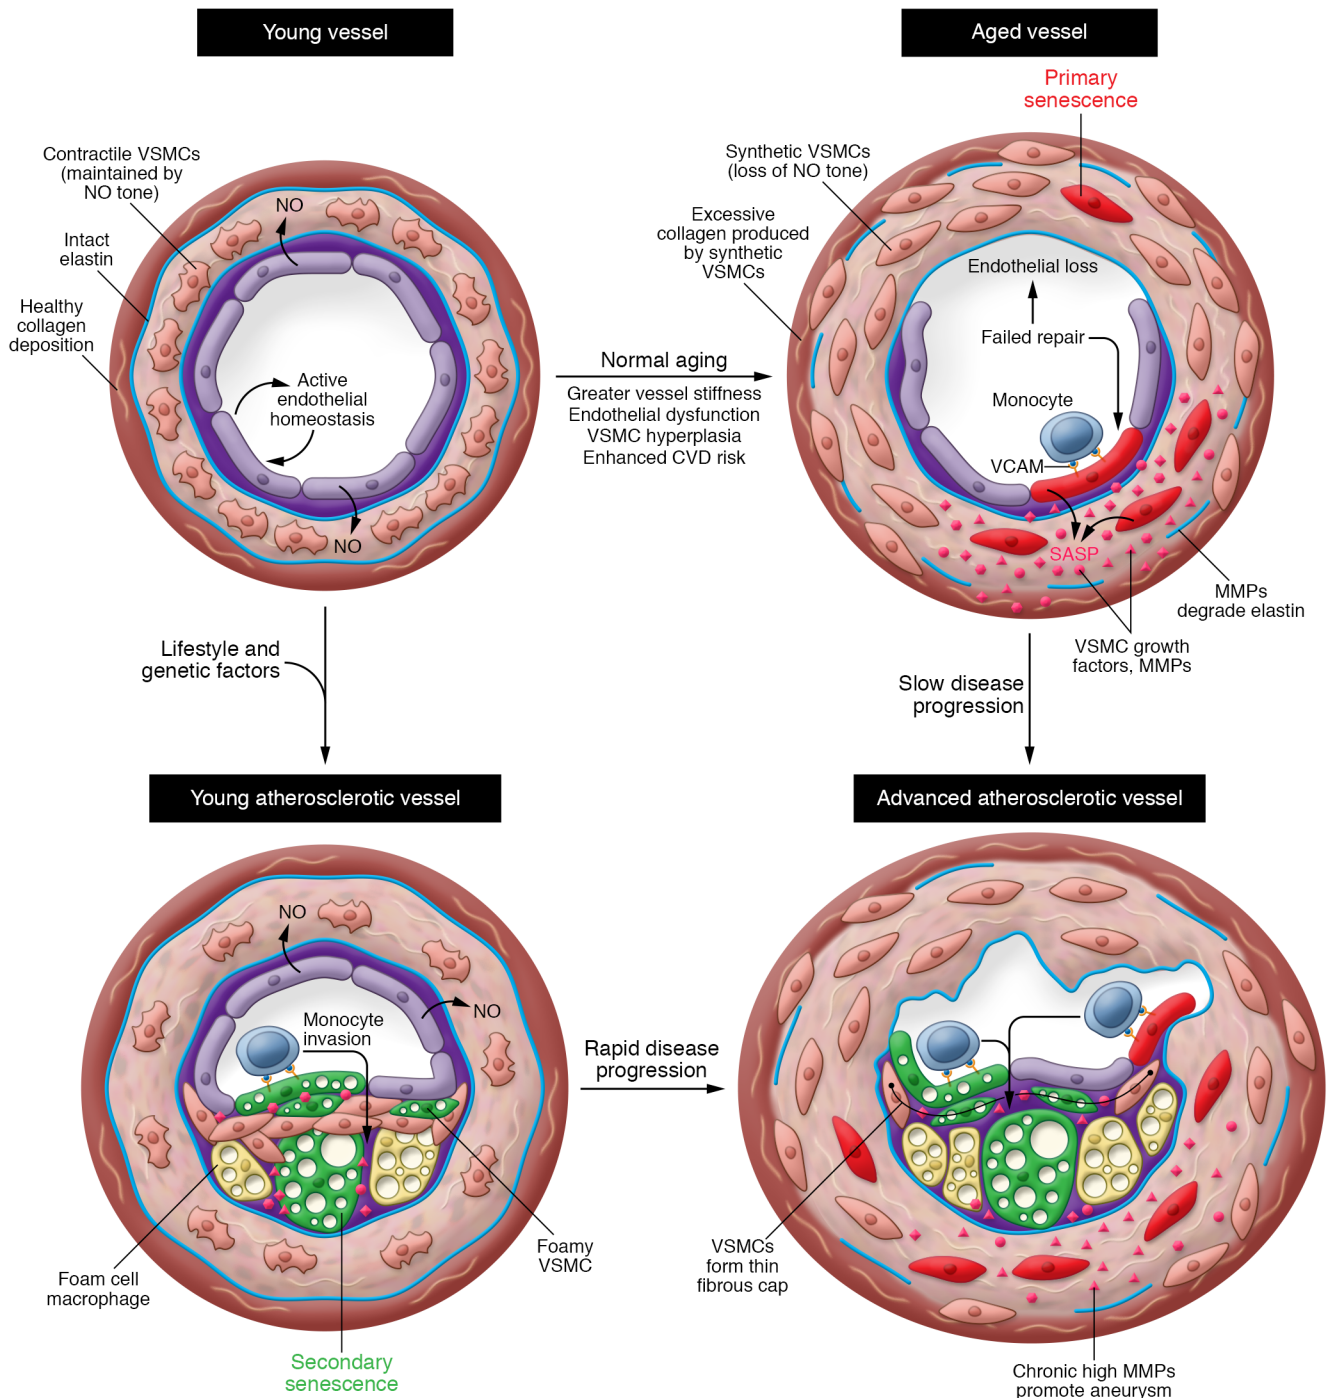 Young vessel
Aged vessel
Primary
senescence
Contractile VSMCs
(maintained by
NO tone)
Intact
elastin
Healthy
collagen
deposition
NO
Active
endothelial
homeostasis
NO
Normal aging
Greater vessel stiffness
Endothelial dysfunction
VSMC hyperplasia
Enhanced CVD risk
Synthetic VSMCs
(loss of NO tone)
Excessive
collagen produced
by synthetic
VSMCs
Endothelial loss
Failed repair
Monocyte
VCAM
SASP
MMPs
degrade elastin
VSMC growth
factors, MMPs
Lifestyle and
genetic factors
Slow disease
progression
Young atherosclerotic vessel
Advanced atherosclerotic vessel
NO
NO
Monocyte
invasion
Rapid disease
progression
Foam cell
macrophage
Foamy
VSMC
Secondary
senescence
VSMCs
form thin
fibrous cap
Chronic high MMPs
promote aneurysm